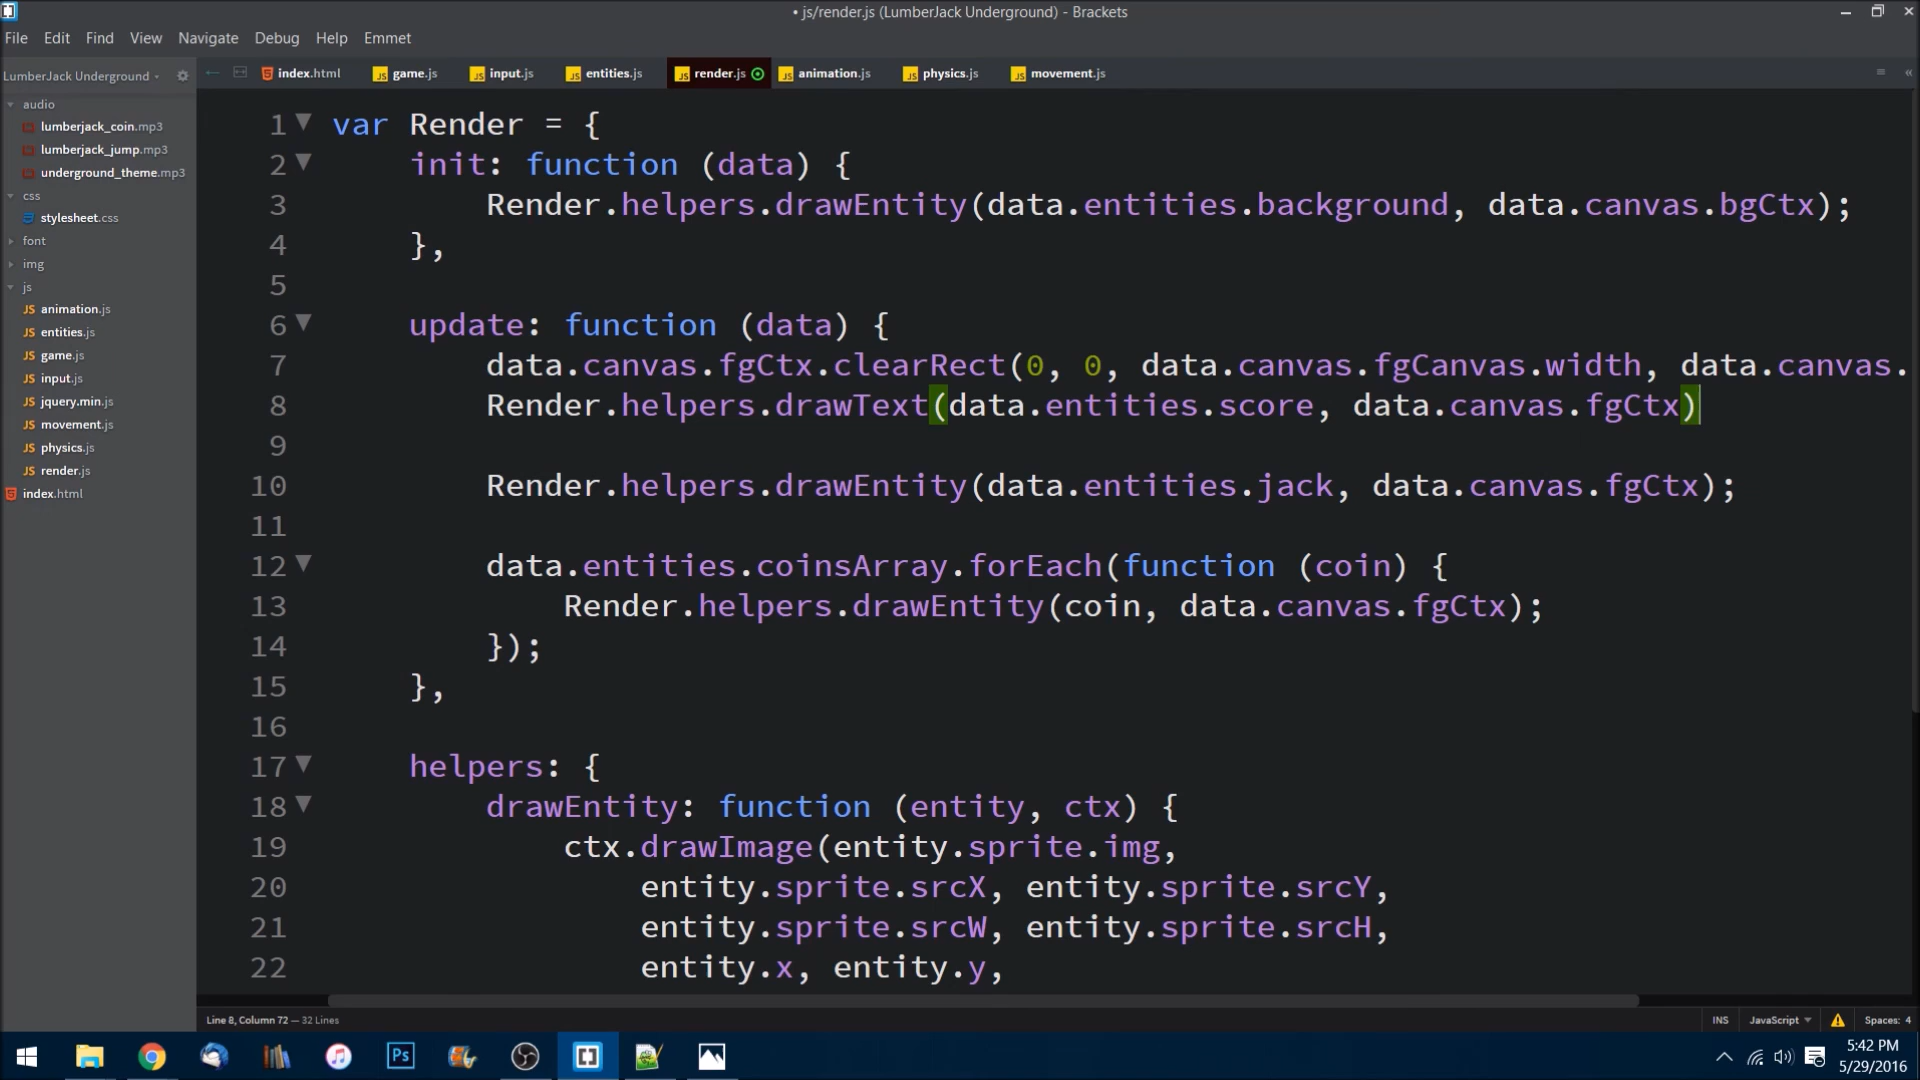 • js/render.js (LumberJack Underground) - Brackets
File Edit Find View Navigate Debug Help Emmet
LumberJack Underground
index.html game.js input.js entities.js render.js animation.js physics.js movement.js
audio
lumberjack_coin.mp3
lumberjack_jump.mp3
underground_theme.mp3
css
stylesheet.css
font
img
js
JS animation.js
JS entities.js
JS game.js
JS input.js
JS jquery.min.js
JS movement.js
JS physics.js
JS render.js
index.html
1 var Render = {
2 init: function (data) {
3 Render.helpers.drawEntity(data.entities.background, data.canvas.bgCtx);
4 },
5
6 update: function (data) {
7 data.canvas.fgCtx.clearRect(0, 0, data.canvas.fgCanvas.width, data.canvas.
8 Render.helpers.drawText(data.entities.score, data.canvas.fgCtx)
9
10 Render.helpers.drawEntity(data.entities.jack, data.canvas.fgCtx);
11
12 data.entities.coinsArray.forEach(function (coin) {
13 Render.helpers.drawEntity(coin, data.canvas.fgCtx);
14 });
15 },
16
17 helpers: {
18 drawEntity: function (entity, ctx) {
19 ctx.drawImage(entity.sprite.img,
20 entity.sprite.srcX, entity.sprite.srcY,
21 entity.sprite.srcW, entity.sprite.srcH,
22 entity.x, entity.y,
Line 8, Column 72 — 32 Lines
INS JavaScript Spaces: 4
Ps
5:42 PM
5/29/2016